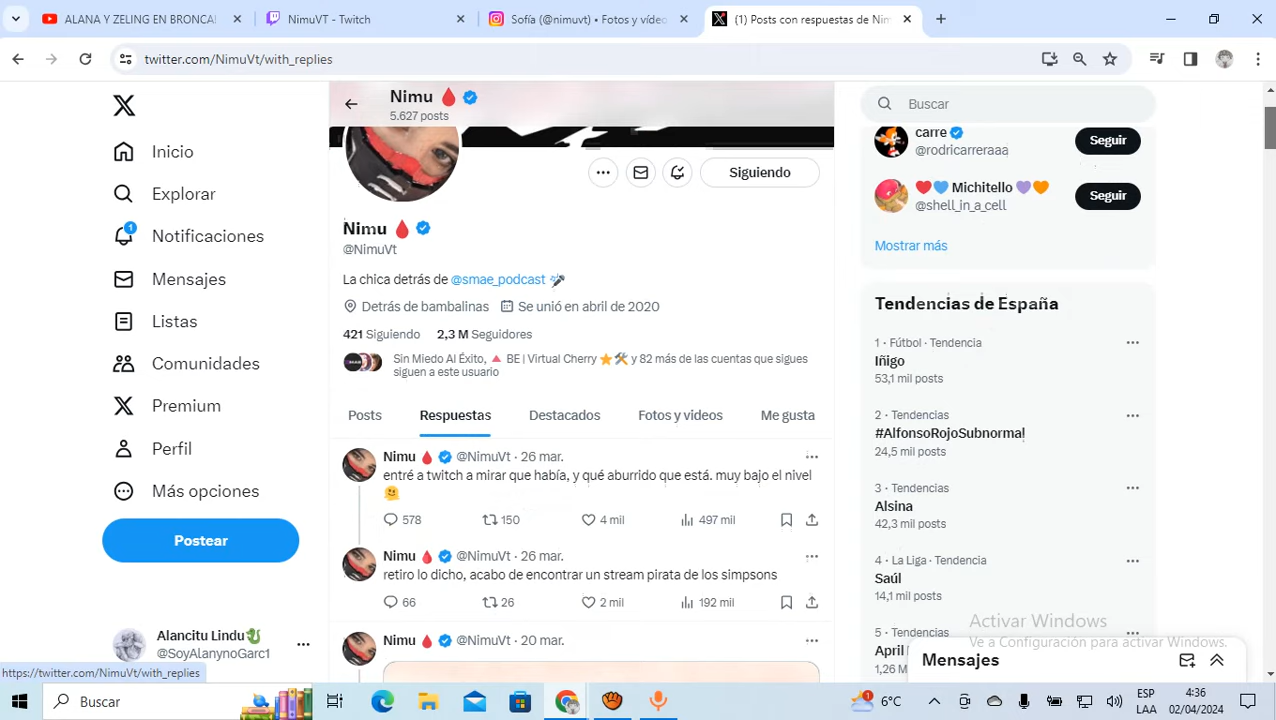 ALANA Y ZELING EN BRONCA!
NimuVT - Twitch
Sofía (@nimuvt) • Fotos y vídeo
(1) Posts con respuestas de Nim
twitter.com/NimuVt/with_replies
Nimu
5.627 posts
Siguiendo
Nimu
@NimuVt
La chica detrás de @smae_podcast
Detrás de bambalinas Se unió en abril de 2020
421 Siguiendo 2,3 M Seguidores
Sin Miedo Al Éxito, BE | Virtual Cherry ⭐🛠 y 82 más de las cuentas que sigues
siguen a este usuario
Posts Respuestas Destacados Fotos y videos Me gusta
Nimu @NimuVt · 26 mar.
entré a twitch a mirar que había, y qué aburrido que está. muy bajo el nivel
578 150 4 mil 497 mil
Nimu @NimuVt · 26 mar.
retiro lo dicho, acabo de encontrar un stream pirata de los simpsons
66 26 2 mil 192 mil
Nimu @NimuVt · 20 mar.
Inicio
Explorar
1
Notificaciones
Mensajes
Listas
Comunidades
Premium
Perfil
Más opciones
Postear
Alancitu Lindu
@SoyAlanynoGarc1
https://twitter.com/NimuVt/with_replies
Buscar
carre
@rodricarreraaa
Seguir
Michitello
@shell_in_a_cell
Seguir
Mostrar más
Tendencias de España
1 · Fútbol · Tendencia
Iñigo
53,1 mil posts
2 · Tendencias
#AlfonsoRojoSubnormal
24,5 mil posts
3 · Tendencias
Alsina
42,3 mil posts
4 · La Liga · Tendencia
Saúl
14,1 mil posts
5 · Tendencias
April
1,26 M
Activar Windows
Ve a Configuración para activar Windows.
Mensajes
Buscar
1
6°C
ESP
LAA
4:36
02/04/2024